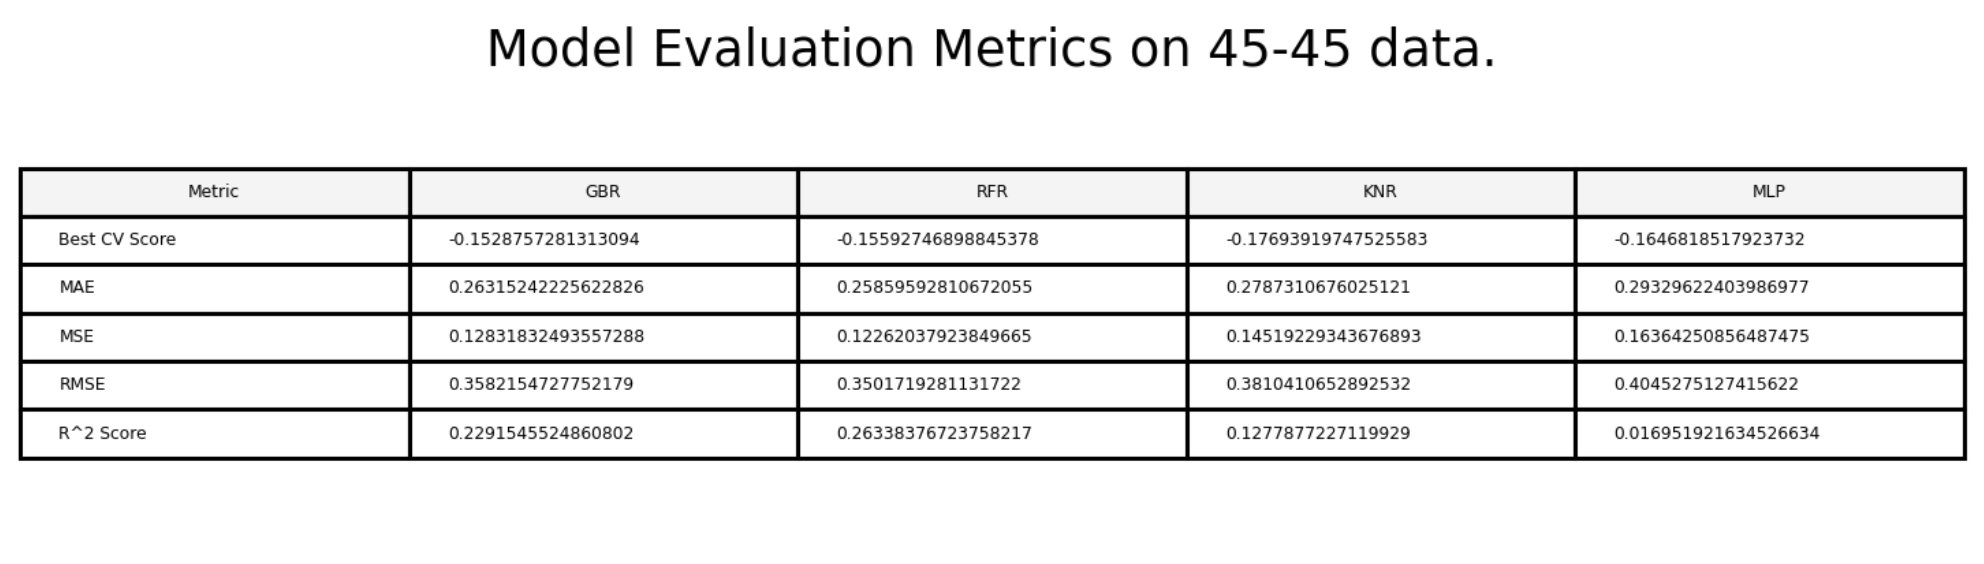 Model Evaluation Metrics on 45-45 data.
Metric GBR RFR KNR MLP
Best CV Score -0.1528757281313094 -0.15592746898845378 -0.17693919747525583 -0.1646818517923732
MAE 0.26315242225622826 0.25859592810672055 0.2787310676025121 0.29329622403986977
MSE 0.12831832493557288 0.12262037923849665 0.14519229343676893 0.16364250856487475
RMSE 0.3582154727752179 0.3501719281131722 0.3810410652892532 0.4045275127415622
R^2 Score 0.2291545524860802 0.26338376723758217 0.1277877227119929 0.016951921634526634